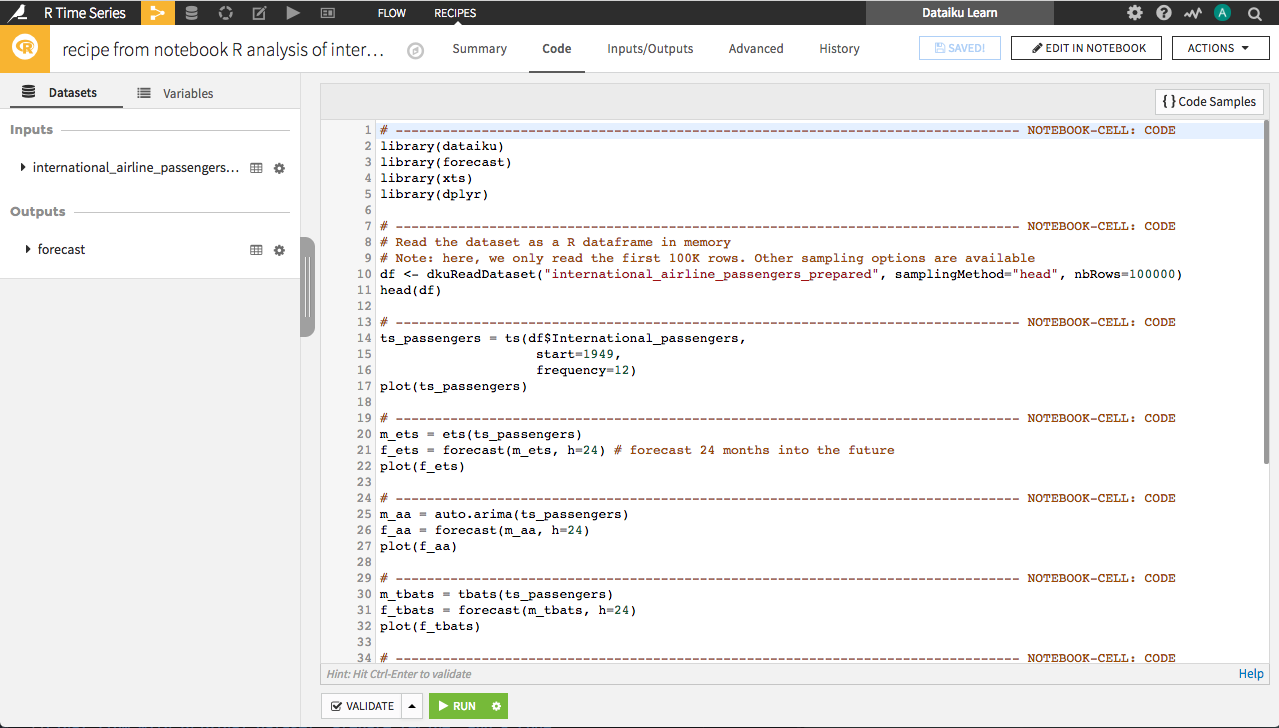 R Time Series FLOW RECIPES Dataiku Learn A
R recipe from notebook R analysis of inter... Summary Code Inputs/Outputs Advanced History SAVED! EDIT IN NOTEBOOK ACTIONS
Datasets Variables
Inputs
international_airline_passengers...
Outputs
forecast
{ } Code Samples
1 # -------------------------------------------------------------------------------- NOTEBOOK-CELL: CODE
2 library(dataiku)
3 library(forecast)
4 library(xts)
5 library(dplyr)
6
7 # -------------------------------------------------------------------------------- NOTEBOOK-CELL: CODE
8 # Read the dataset as a R dataframe in memory
9 # Note: here, we only read the first 100K rows. Other sampling options are available
10 df <- dkuReadDataset("international_airline_passengers_prepared", samplingMethod="head", nbRows=100000)
11 head(df)
12
13 # -------------------------------------------------------------------------------- NOTEBOOK-CELL: CODE
14 ts_passengers = ts(df$International_passengers,
15                     start=1949,
16                     frequency=12)
17 plot(ts_passengers)
18
19 # -------------------------------------------------------------------------------- NOTEBOOK-CELL: CODE
20 m_ets = ets(ts_passengers)
21 f_ets = forecast(m_ets, h=24) # forecast 24 months into the future
22 plot(f_ets)
23
24 # -------------------------------------------------------------------------------- NOTEBOOK-CELL: CODE
25 m_aa = auto.arima(ts_passengers)
26 f_aa = forecast(m_aa, h=24)
27 plot(f_aa)
28
29 # -------------------------------------------------------------------------------- NOTEBOOK-CELL: CODE
30 m_tbats = tbats(ts_passengers)
31 f_tbats = forecast(m_tbats, h=24)
32 plot(f_tbats)
33
34 # -------------------------------------------------------------------------------- NOTEBOOK-CELL: CODE
Hint: Hit Ctrl-Enter to validate Help
VALIDATE RUN